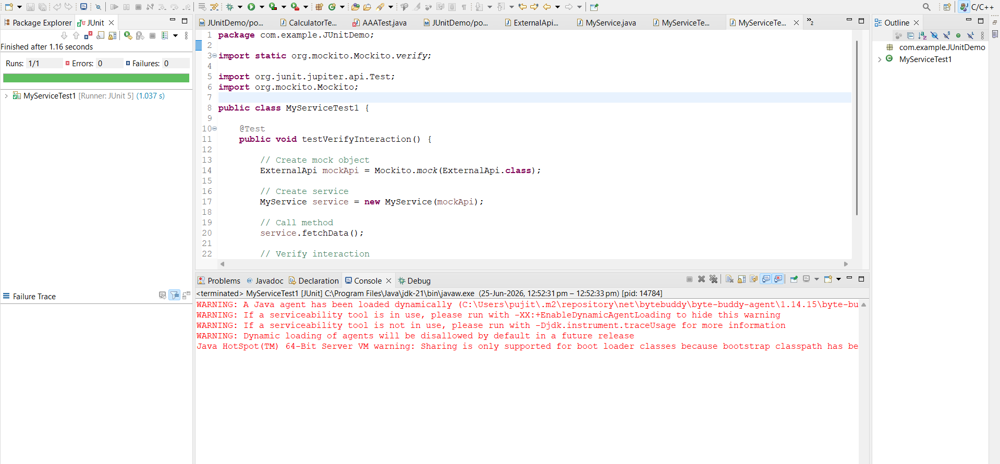 C/C++
Package Explorer
JUnit
Finished after 1.16 seconds
Runs: 1/1 Errors: 0 Failures: 0
MyServiceTest1 [Runner: JUnit 5] (1.037 s)
Failure Trace
JUnitDemo/po... CalculatorTe... AAATest.java JUnitDemo/po... ExternalApi... MyService.java MyServiceTe... MyServiceTe... »2
1 package com.example.JUnitDemo;
2
3 import static org.mockito.Mockito.verify;
4
5 import org.junit.jupiter.api.Test;
6 import org.mockito.Mockito;
7
8 public class MyServiceTest1 {
9
10 @Test
11 public void testVerifyInteraction() {
12
13 // Create mock object
14 ExternalApi mockApi = Mockito.mock(ExternalApi.class);
15
16 // Create service
17 MyService service = new MyService(mockApi);
18
19 // Call method
20 service.fetchData();
21
22 // Verify interaction
Problems @ Javadoc Declaration Console Debug
<terminated> MyServiceTest1 [JUnit] C:\Program Files\Java\jdk-21\bin\javaw.exe (25-Jun-2026, 12:52:31 pm – 12:52:33 pm) [pid: 14784]
WARNING: A Java agent has been loaded dynamically (C:\Users\pujit\.m2\repository\net\bytebuddy\byte-buddy-agent\1.14.15\byte-bu
WARNING: If a serviceability tool is in use, please run with -XX:+EnableDynamicAgentLoading to hide this warning
WARNING: If a serviceability tool is not in use, please run with -Djdk.instrument.traceUsage for more information
WARNING: Dynamic loading of agents will be disallowed by default in a future release
Java HotSpot(TM) 64-Bit Server VM warning: Sharing is only supported for boot loader classes because bootstrap classpath has be
Outline
com.example.JUnitDemo
MyServiceTest1